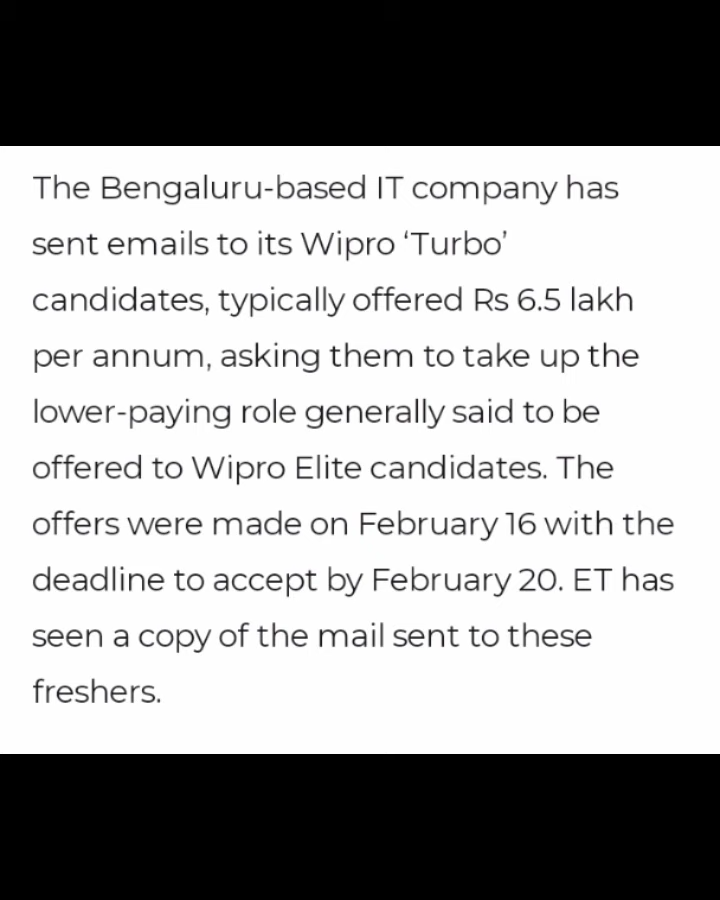 The Bengaluru-based IT company has
sent emails to its Wipro ‘Turbo’
candidates, typically offered Rs 6.5 lakh
per annum, asking them to take up the
lower-paying role generally said to be
offered to Wipro Elite candidates. The
offers were made on February 16 with the
deadline to accept by February 20. ET has
seen a copy of the mail sent to these
freshers.